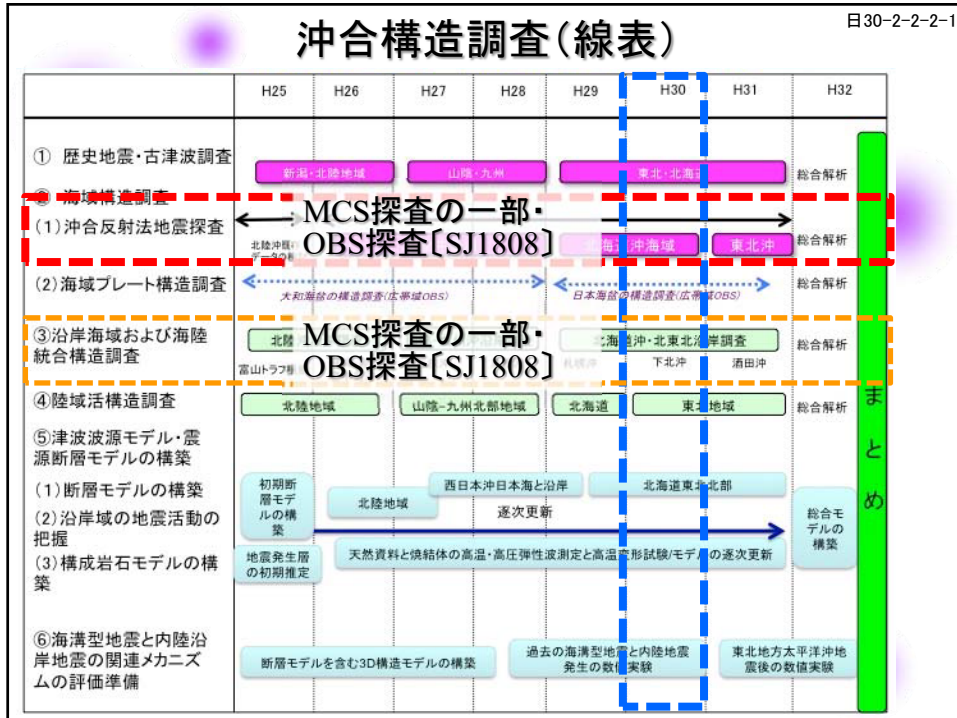 日30-2-2-2-1
沖合構造調査(線表)
H25 H26 H27 H28 H29 H30 H31 H32
① 歴史地震・古津波調査
新潟・北陸地域 山陰・九州 東北・北海道 総合解析
② 海域構造調査
(1)沖合反射法地震探査
MCS探査の一部・
OBS探査〔SJ1808〕
北陸沖既存
データの
北海道沖海域 東北沖 総合解析
(2)海域プレート構造調査
大和海盆の構造調査(広帯域OBS) 日本海盆の構造調査(広帯域OBS) 総合解析
③沿岸海域および海陸
統合構造調査
MCS探査の一部・
OBS探査〔SJ1808〕
北陸 北海道沖・北東北沿岸調査 総合解析
富山トラフ 下北沖 酒田沖
④陸域活構造調査
北陸地域 山陰-九州北部地域 北海道 東北地域 総合解析
⑤津波波源モデル・震
源断層モデルの構築
(1)断層モデルの構築
(2)沿岸域の地震活動の
把握
(3)構成岩石モデルの構
築
初期断
層モデ
ルの構
築
北陸地域
西日本沖日本海と沿岸
北海道東北北部
逐次更新
地震発生層
の初期推定
天然資料と焼結体の高温・高圧弾性波測定と高温変形試験/モデルの逐次更新
総合モ
デルの
構築
⑥海溝型地震と内陸沿
岸地震の関連メカニズ
ムの評価準備
断層モデルを含む3D構造モデルの構築
過去の海溝型地震と内陸地震
発生の数値実験
東北地方太平洋沖地
震後の数値実験
まとめ